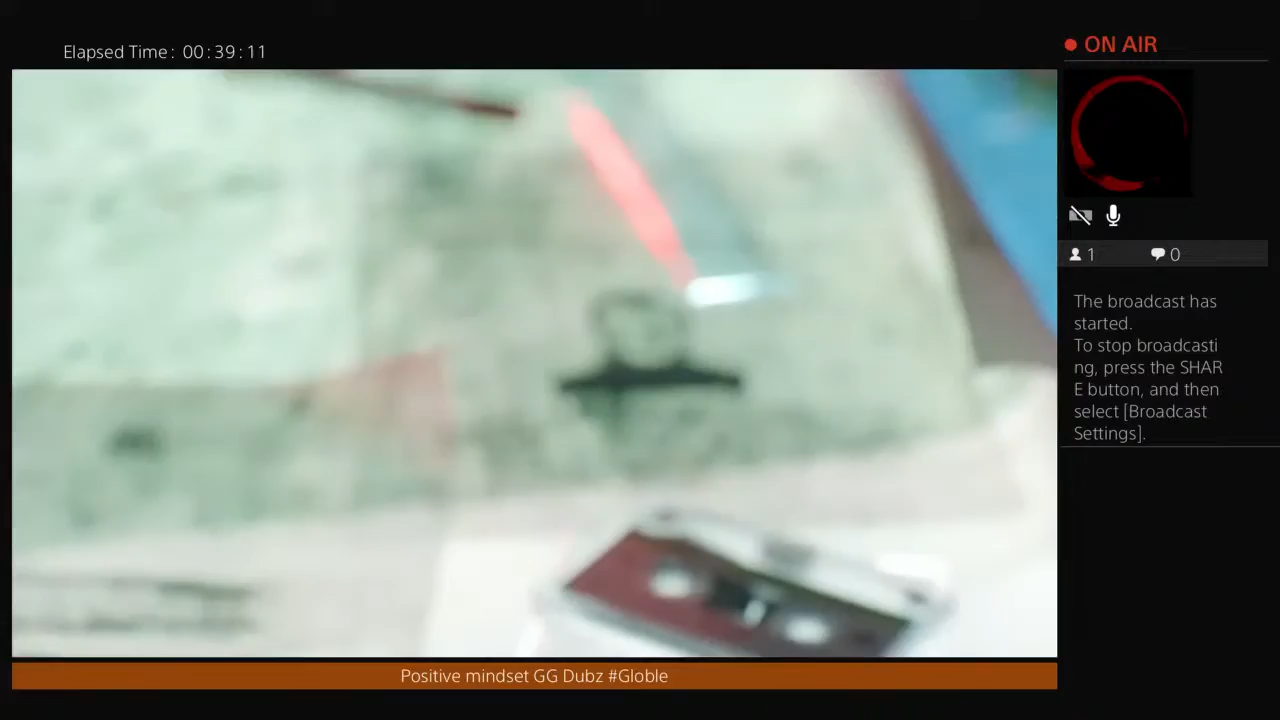 Elapsed Time: 00:39:11
ON AIR
1 0
The broadcast has
started.
To stop broadcasti
ng, press the SHAR
E button, and then
select [Broadcast
Settings].
Positive mindset GG Dubz #Globle